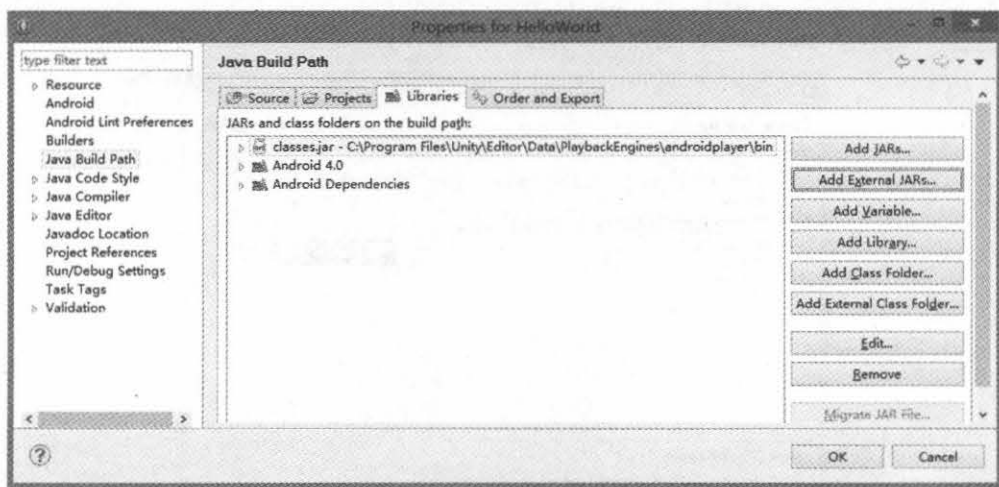 Properties for HelloWorld
type filter text
Resource
Android
Android Lint Preferences
Builders
Java Build Path
Java Code Style
Java Compiler
Java Editor
Javadoc Location
Project References
Run/Debug Settings
Task Tags
Validation
Java Build Path
Source Projects Libraries Order and Export
JARs and class folders on the build path:
classes.jar - C:\Program Files\Unity\Editor\Data\PlaybackEngines\androidplayer\bin
Android 4.0
Android Dependencies
Add JARs...
Add External JARs...
Add Variable...
Add Library...
Add Class Folder...
Add External Class Folder...
Edit...
Remove
Migrate JAR File...
OK Cancel